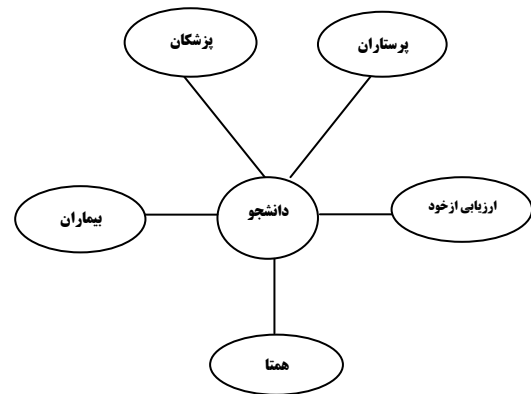 پرستاران
پزشکان
ارزیابی ازخود
دانشجو
بیماران
همتا